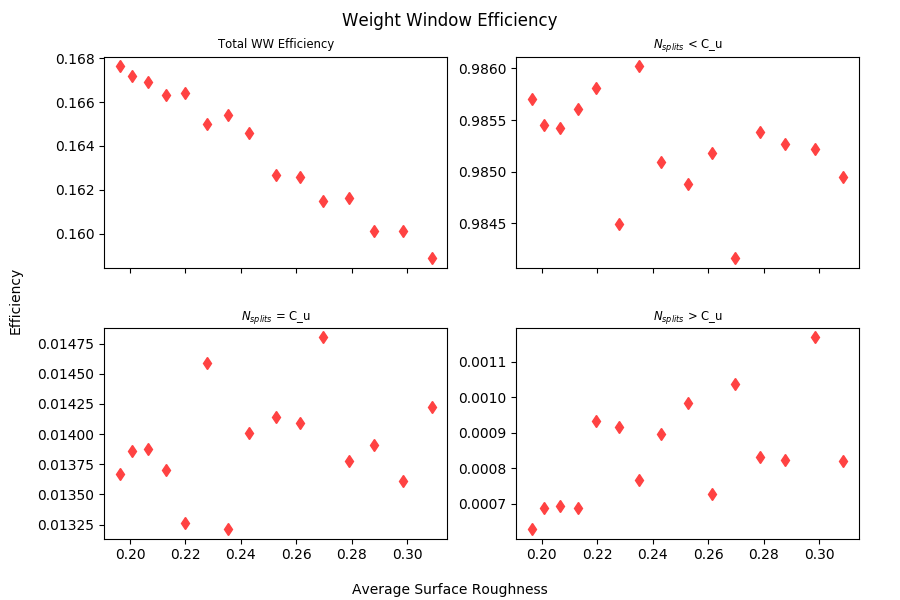 Weight Window Efficiency
Total WW Efficiency
0.168
0.166
0.164
0.162
0.160
N_splits < C_u
0.9860
0.9855
0.9850
0.9845
Efficiency
N_splits = C_u
0.01475
0.01450
0.01425
0.01400
0.01375
0.01350
0.01325
0.20 0.22 0.24 0.26 0.28 0.30
N_splits > C_u
0.0011
0.0010
0.0009
0.0008
0.0007
0.20 0.22 0.24 0.26 0.28 0.30
Average Surface Roughness